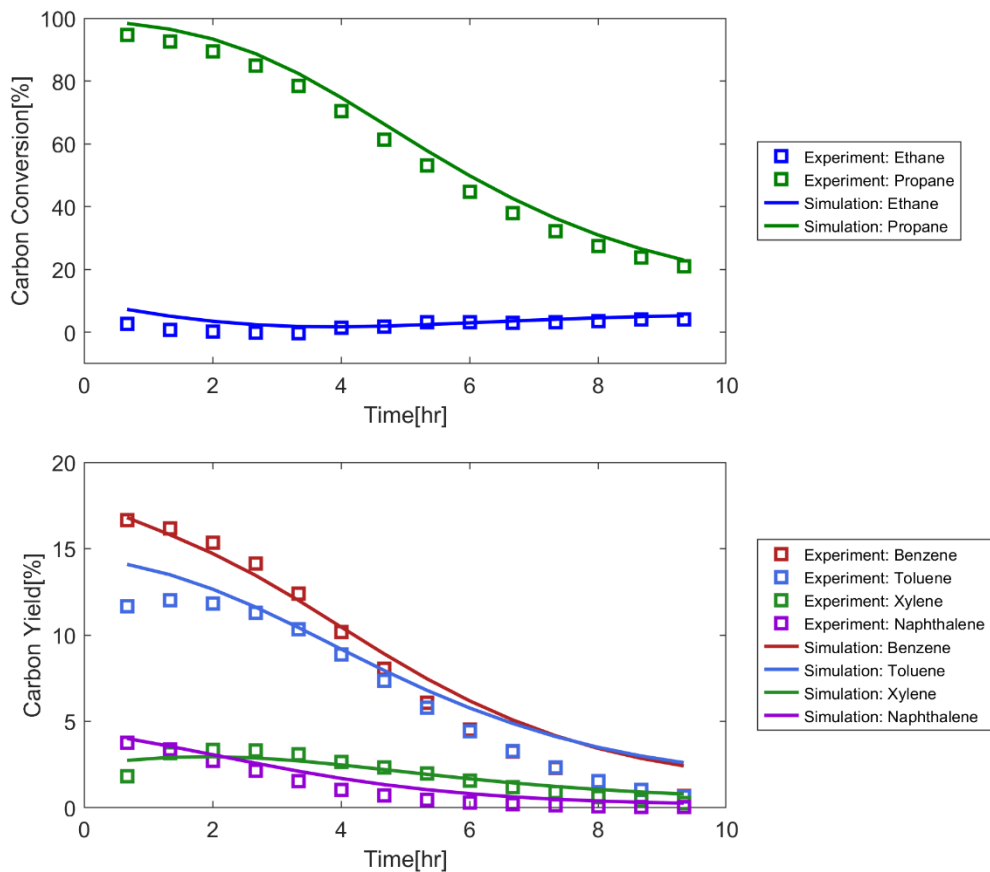 Carbon Conversion[%]
100
80
60
40
20
0
0 2 4 6 8 10
Time[hr]
Experiment: Ethane
Experiment: Propane
Simulation: Ethane
Simulation: Propane
Carbon Yield[%]
20
15
10
5
0
0 2 4 6 8 10
Time[hr]
Experiment: Benzene
Experiment: Toluene
Experiment: Xylene
Experiment: Naphthalene
Simulation: Benzene
Simulation: Toluene
Simulation: Xylene
Simulation: Naphthalene